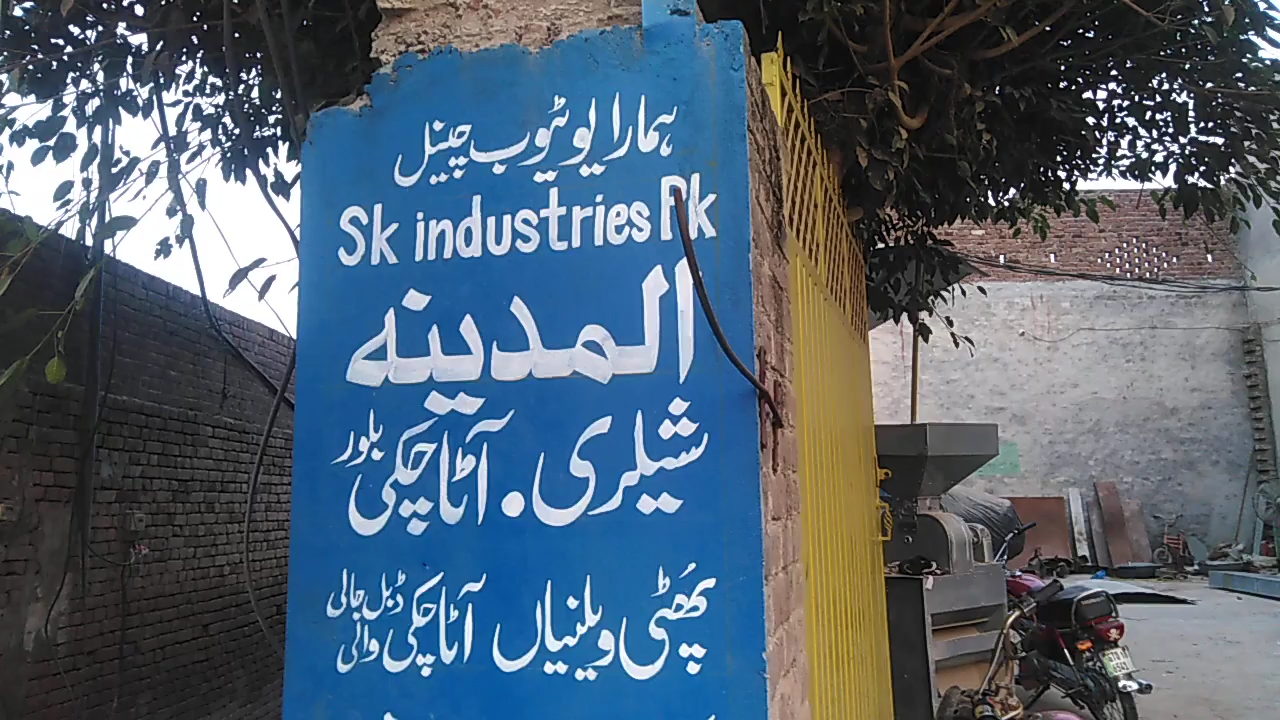 ہمارا یوٹیوب چینل
Sk industries Pk
المدینہ
شیلری. آٹا چکی بلور
پھٹی ویلنیاں آٹا چکی ڈبل جالی والی